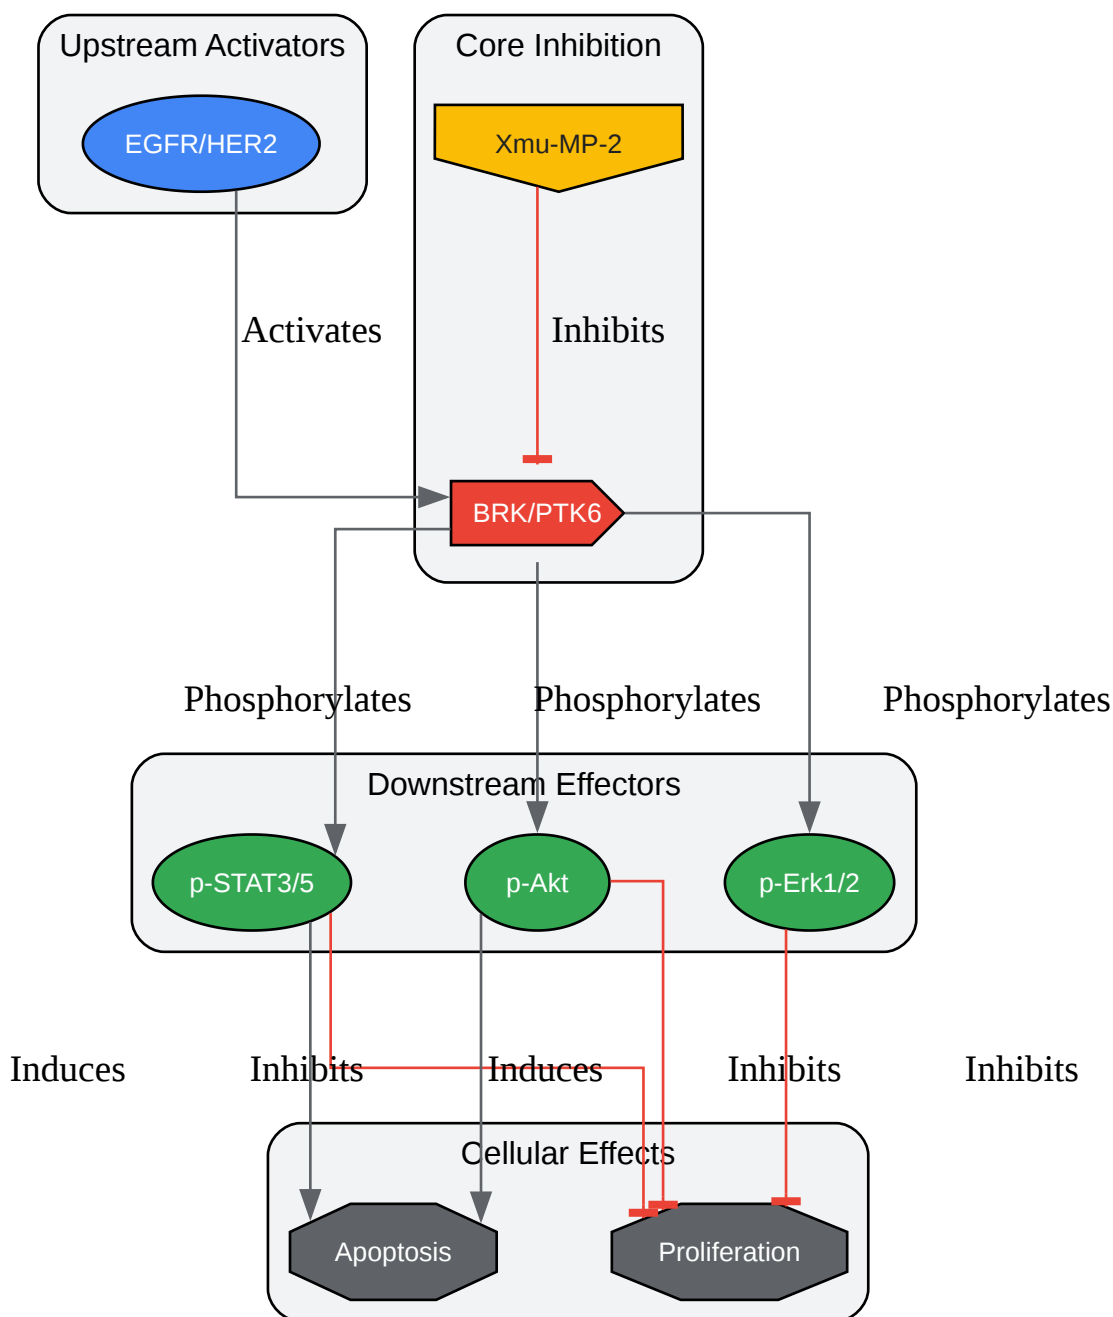 Upstream Activators
Core Inhibition
EGFR/HER2
Xmu-MP-2
Activates
Inhibits
BRK/PTK6
Phosphorylates
Phosphorylates
Phosphorylates
Downstream Effectors
p-STAT3/5
p-Akt
p-Erk1/2
Induces
Inhibits
Induces
Inhibits
Inhibits
Cellular Effects
Apoptosis
Proliferation